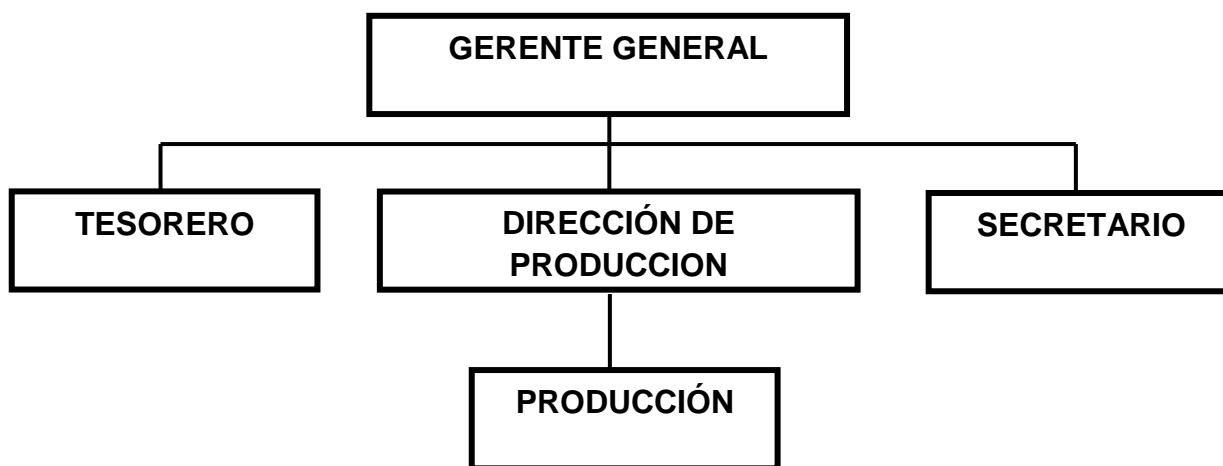 GERENTE GENERAL
TESORERO
DIRECCIÓN DE
PRODUCCION
SECRETARIO
PRODUCCIÓN